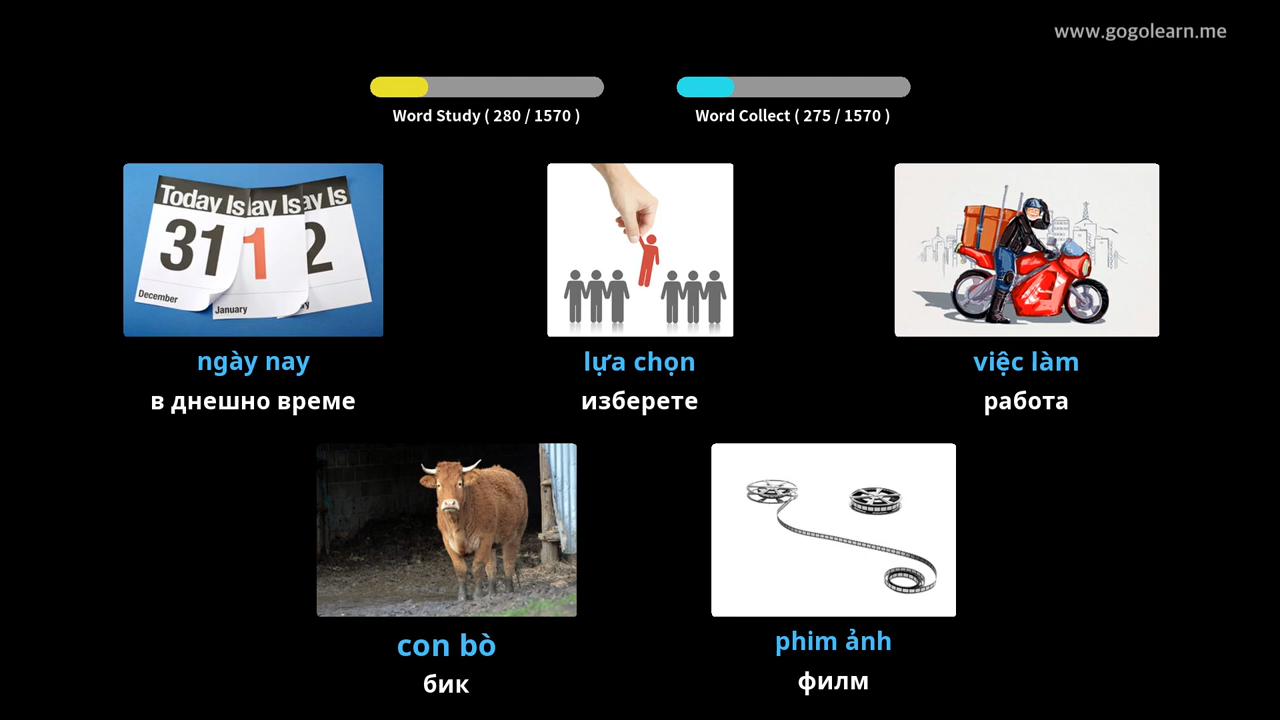 www.gogolearn.me
Word Study ( 280 / 1570 )
Word Collect ( 275 / 1570 )
Today Is
ay Is
ay Is
31
1
2
December
January
ngày nay
в днешно време
lựa chọn
изберете
việc làm
работа
con bò
бик
phim ảnh
филм